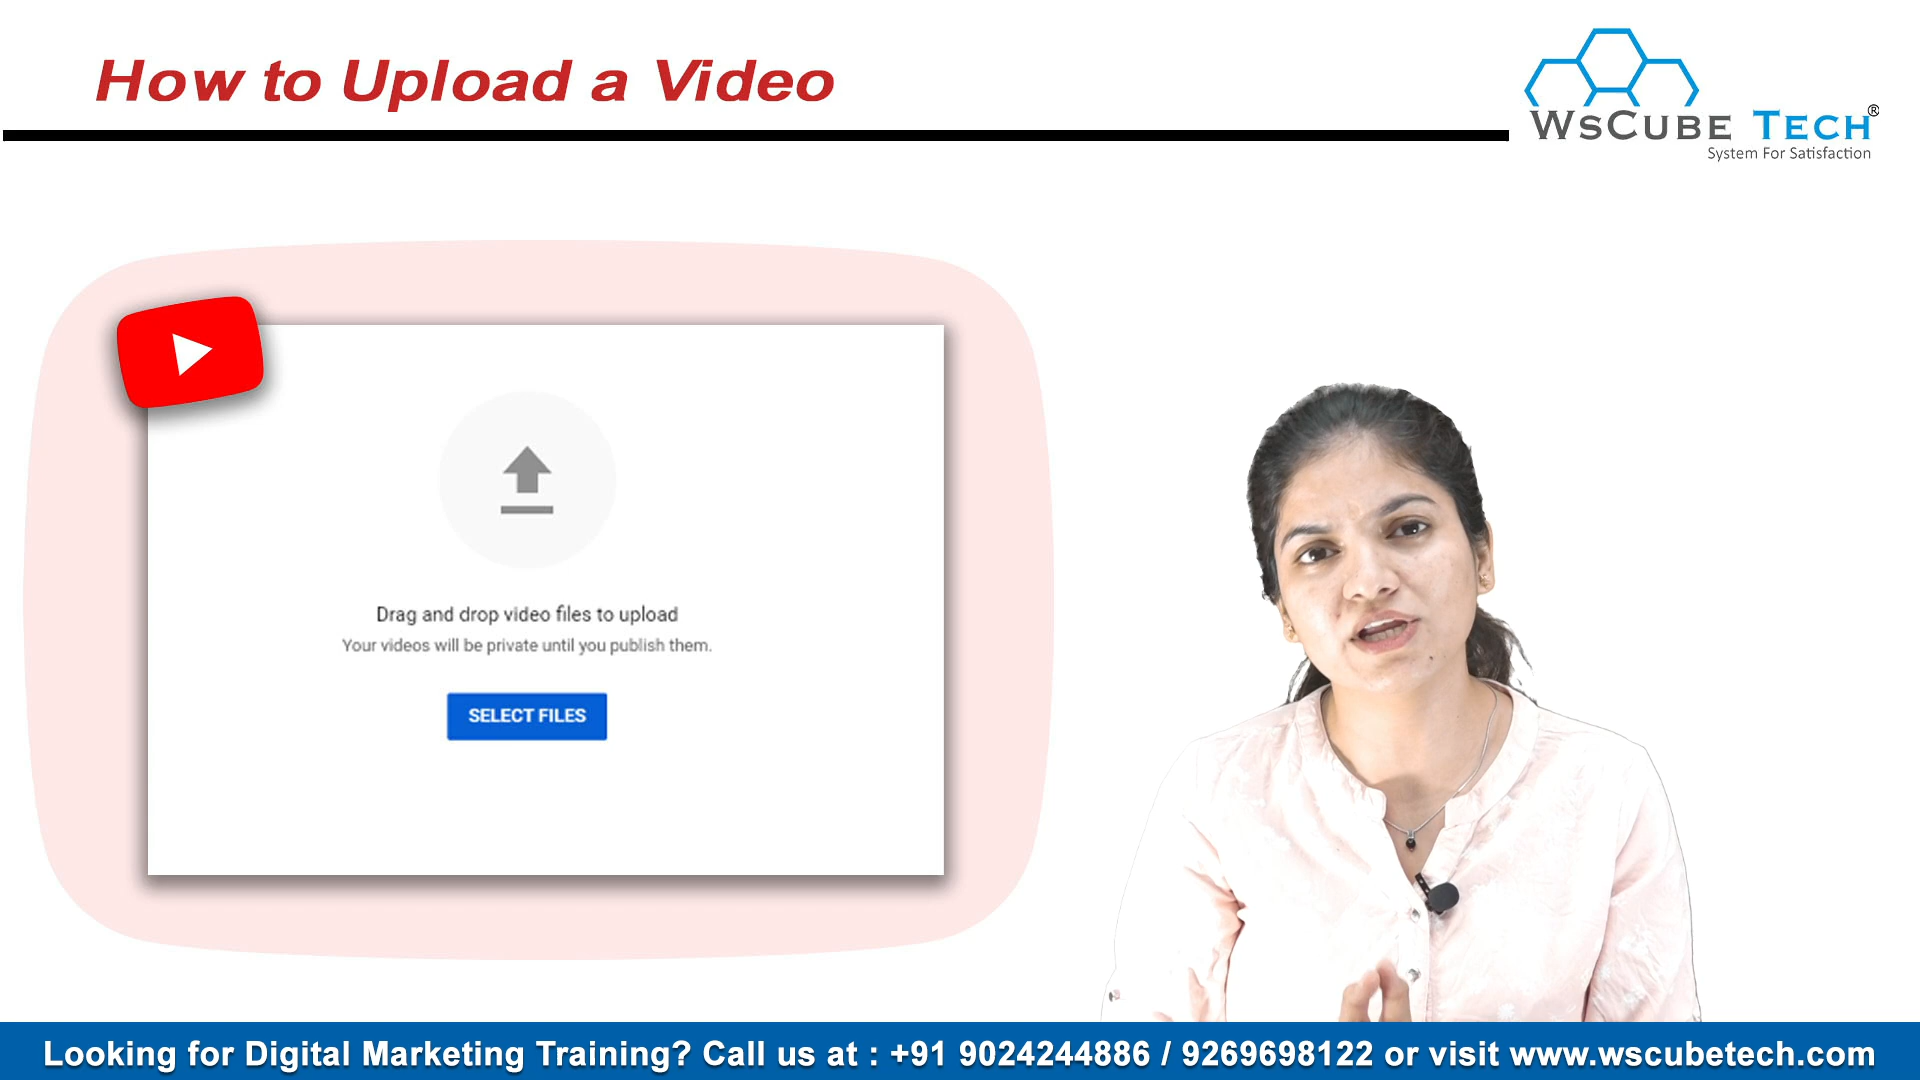 How to Upload a Video
WsCube Tech®
System For Satisfaction
Drag and drop video files to upload
Your videos will be private until you publish them.
SELECT FILES
Looking for Digital Marketing Training? Call us at : +91 9024244886 / 9269698122 or visit www.wscubetech.com